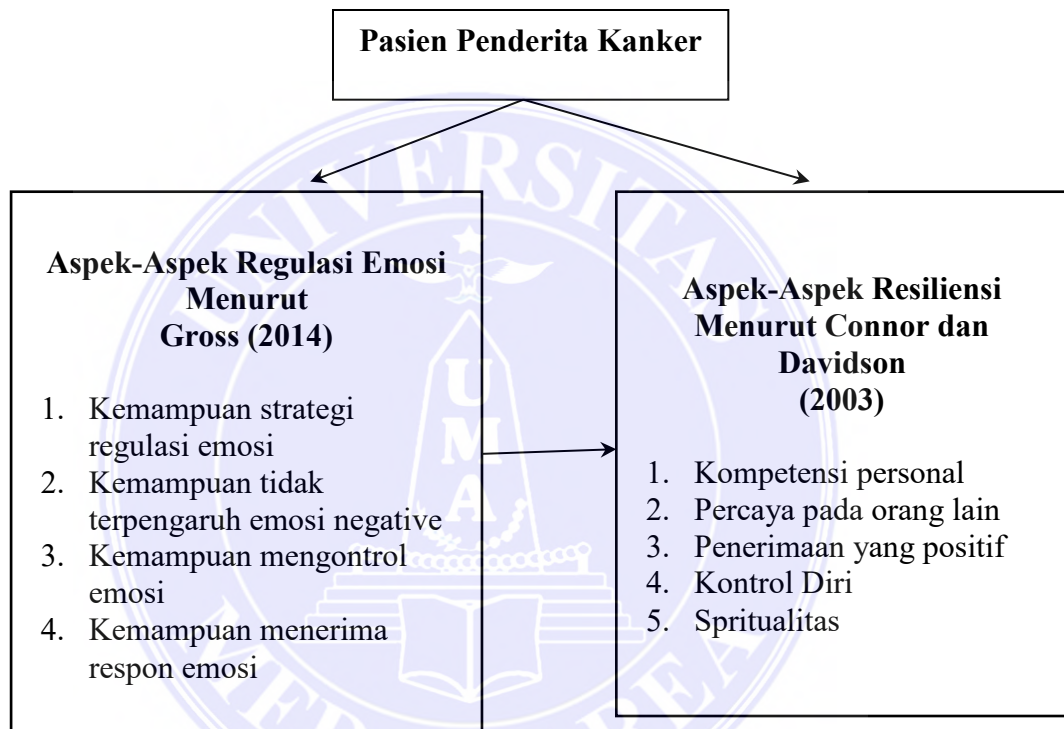 Pasien Penderita Kanker
Aspek-Aspek Regulasi Emosi
Menurut
Gross (2014)
1. Kemampuan strategi
regulasi emosi
2. Kemampuan tidak
terpengaruh emosi negative
3. Kemampuan mengontrol
emosi
4. Kemampuan menerima
respon emosi
Aspek-Aspek Resiliensi
Menurut Connor dan
Davidson
(2003)
1. Kompetensi personal
2. Percaya pada orang lain
3. Penerimaan yang positif
4. Kontrol Diri
5. Spritualitas
UNIVERSITAS
UMA